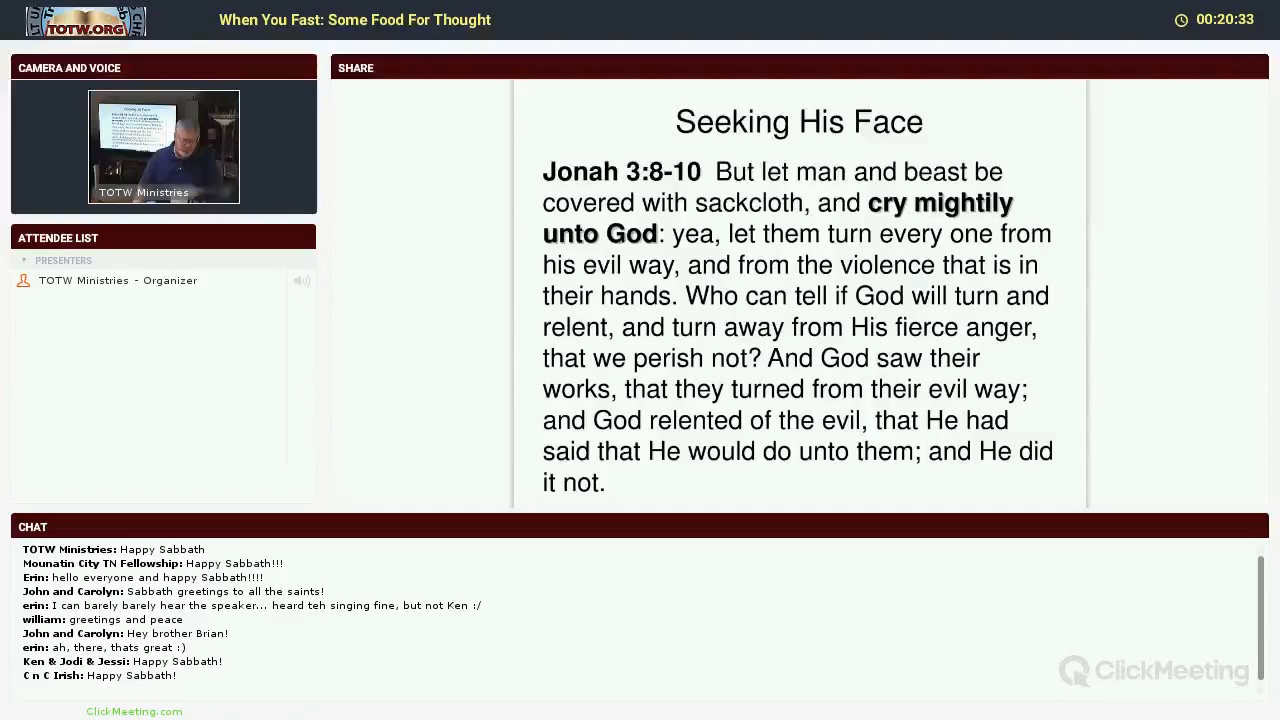 TOTW.ORG
When You Fast: Some Food For Thought
00:20:33
CAMERA AND VOICE
TOTW Ministries
ATTENDEE LIST
PRESENTERS
TOTW Ministries - Organizer
SHARE
Seeking His Face
Jonah 3:8-10 But let man and beast be
covered with sackcloth, and cry mightily
unto God: yea, let them turn every one from
his evil way, and from the violence that is in
their hands. Who can tell if God will turn and
relent, and turn away from His fierce anger,
that we perish not? And God saw their
works, that they turned from their evil way;
and God relented of the evil, that He had
said that He would do unto them; and He did
it not.
CHAT
TOTW Ministries: Happy Sabbath
Mounatin City TN Fellowship: Happy Sabbath!!!
Erin: hello everyone and happy Sabbath!!!!
John and Carolyn: Sabbath greetings to all the saints!
erin: I can barely barely hear the speaker... heard teh singing fine, but not Ken :/
william: greetings and peace
John and Carolyn: Hey brother Brian!
erin: ah, there, thats great :)
Ken & Jodi & Jessi: Happy Sabbath!
C n C Irish: Happy Sabbath!
ClickMeeting
ClickMeeting.com